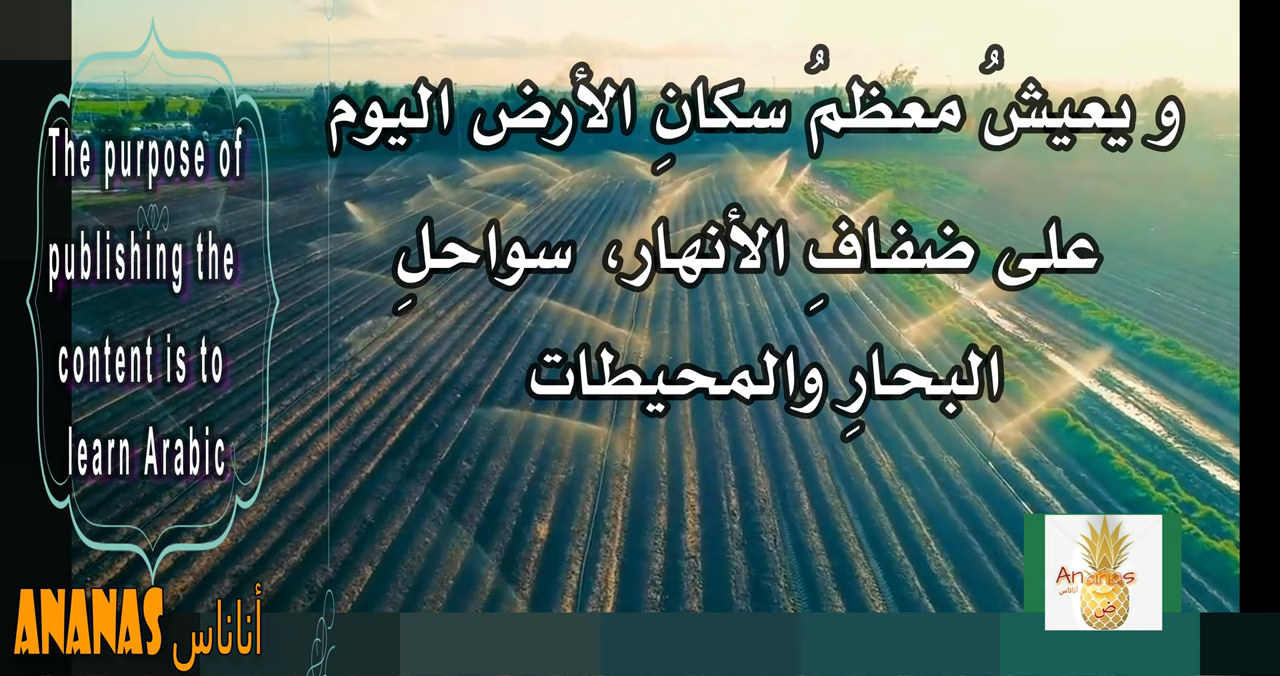 و يعيشُ معظمُ سكانِ الأرض اليوم
على ضفافِ الأنهار، سواحلِ
البحارِ والمحيطات
The purpose of
publishing the
content is to
learn Arabic
ANANAS أناناس
Ananas
أناناس
ض